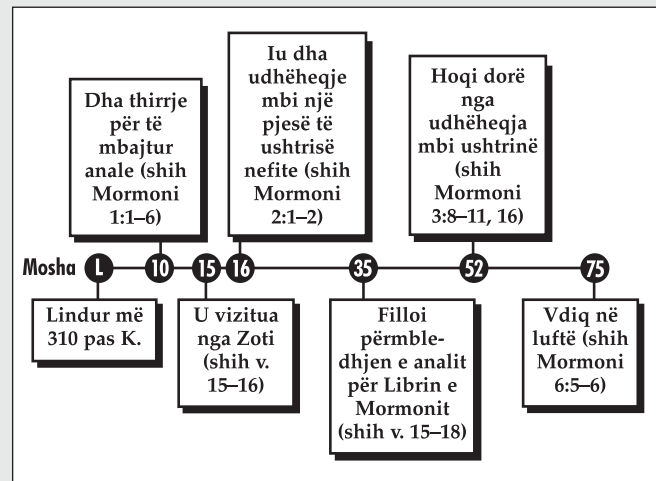 Dha thirrje
për të
mbajtur
anale (shih
Mormoni
1:1–6)
Iu dha
udhëheqje
mbi një
pjesë të
ushtrisë
nefite (shih
Mormoni
2:1–2)
Hoqi dorë
nga
udhëheqja
mbi ushtrinë
(shih
Mormoni
3:8–11, 16)
Mosha L 10 15 16 35 52 75
Lindur më
310 pas K.
U vizitua
nga Zoti
(shih v.
15–16)
Filloi
përmble-
dhjen e analit
për Librin e
Mormonit
(shih v. 15–18)
Vdiq në
luftë (shih
Mormoni
6:5–6)